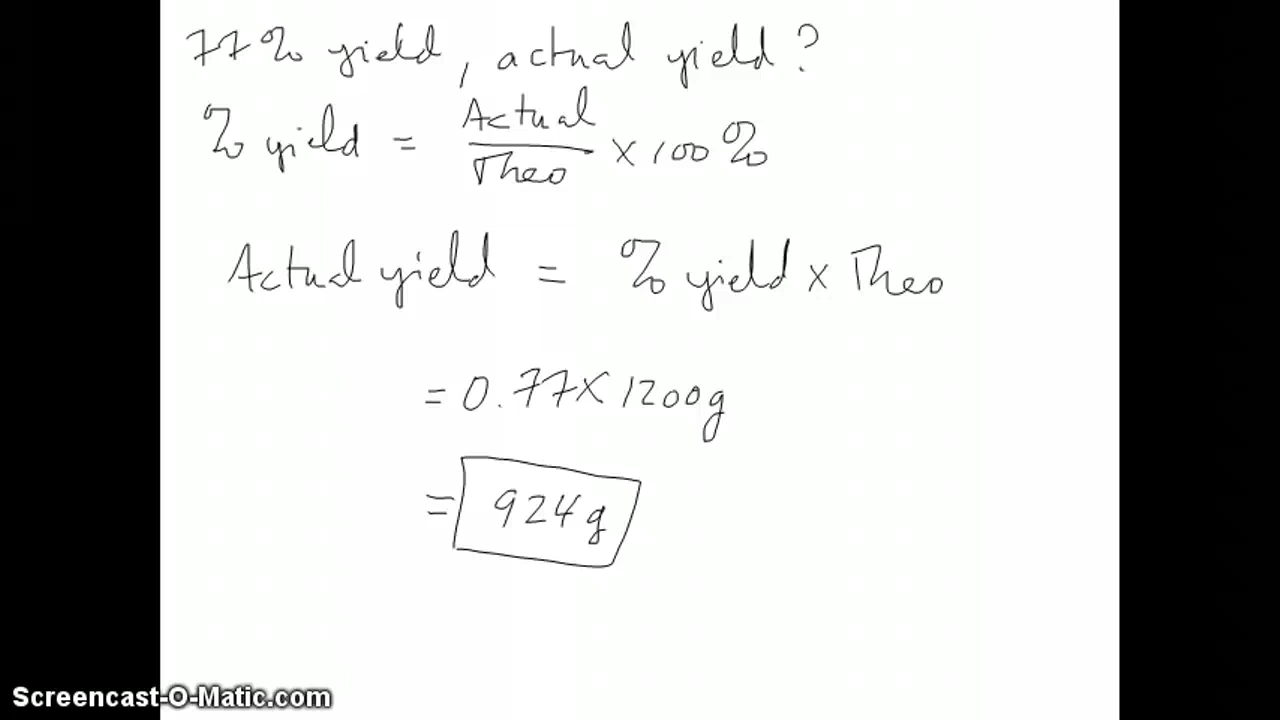 77% yield, actual yield?
% yield = Actual / Theo × 100%
Actual yield = % yield × Theo
= 0.77 × 1200g
= 924g
Screencast-O-Matic.com